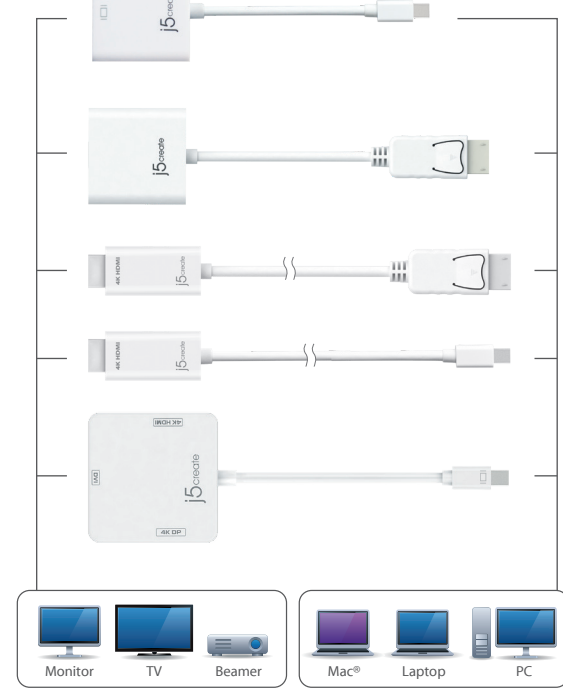 j5create
j5create
4K HDMI
j5create
4K HDMI
j5create
4K HDMI
DVI
j5create
4K DP
Monitor
TV
Beamer
Mac®
Laptop
PC